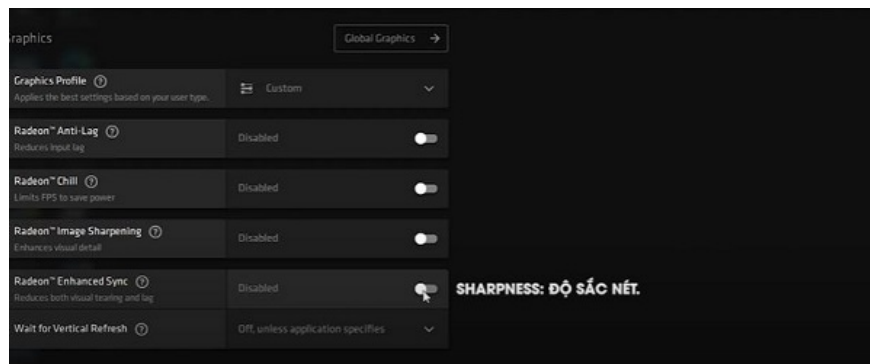 raphics
Global Graphics
Graphics Profile
Custom
Applies the best settings based on your user type.
Radeon™ Anti-Lag
Disabled
Reduces input lag
Radeon™ Chill
Disabled
Limits FPS to save power
Radeon™ Image Sharpening
Disabled
Enhances visual detail
Radeon™ Enhanced Sync
Disabled
Reduces both visual tearing and lag
SHARPNESS: ĐỘ SẮC NÉT.
Wait for Vertical Refresh
Off, unless application specifies